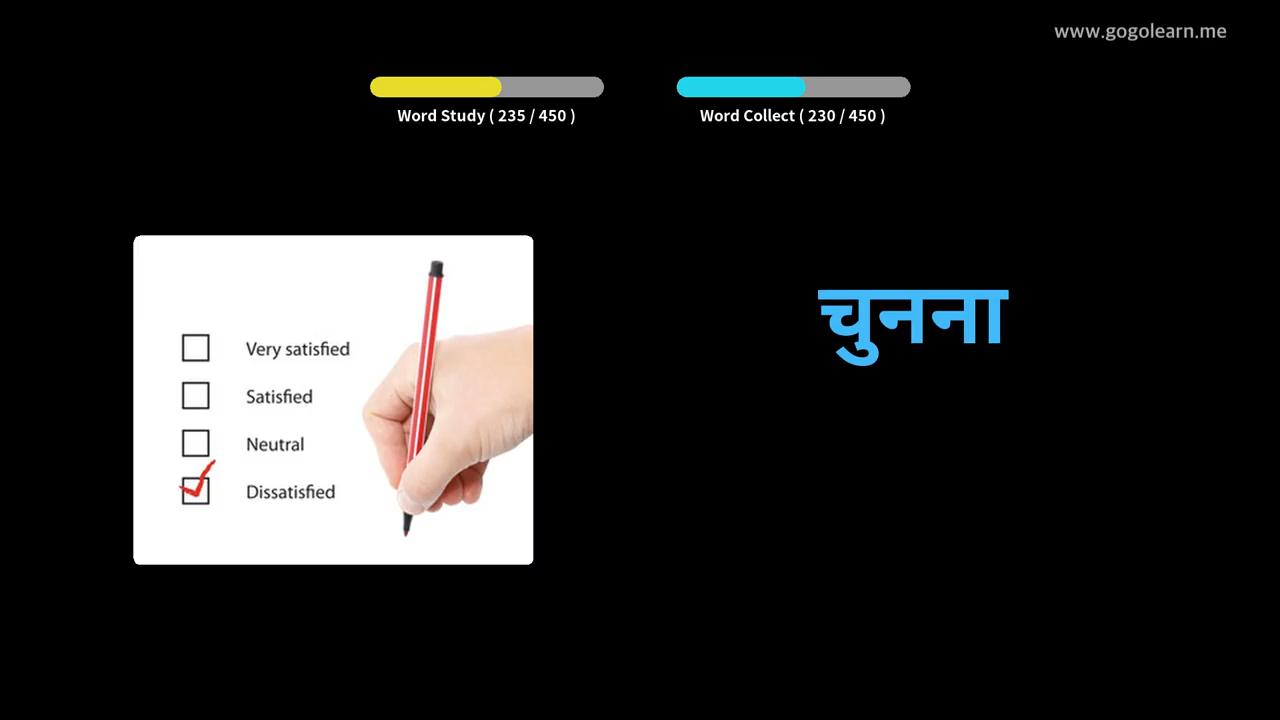 www.gogolearn.me
Word Study ( 235 / 450 )
Word Collect ( 230 / 450 )
Very satisfied
Satisfied
Neutral
Dissatisfied
चुनना